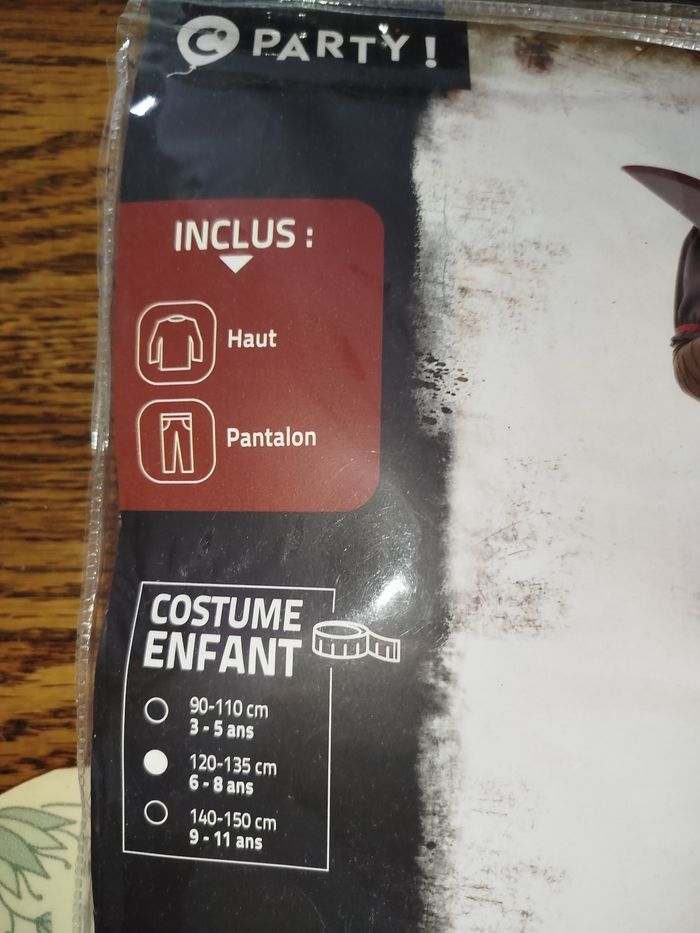 C PARTY !
INCLUS :
Haut
Pantalon
COSTUME
ENFANT
90-110 cm
3 - 5 ans
120-135 cm
6 - 8 ans
140-150 cm
9 - 11 ans